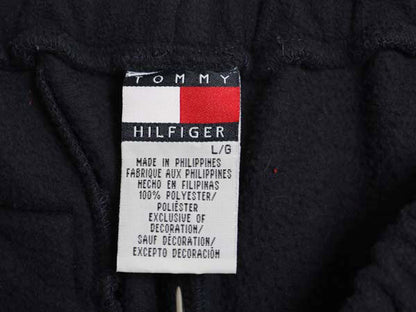 TOMMY
HILFIGER
L/G
MADE IN PHILIPPINES
FABRIQUE AUX PHILIPPINES
HECHO EN FILIPINAS
100% POLYESTER/
POLIÉSTER
EXCLUSIVE OF
DECORATION/
SAUF DÉCORATION/
EXCEPTO DECORACIÓN